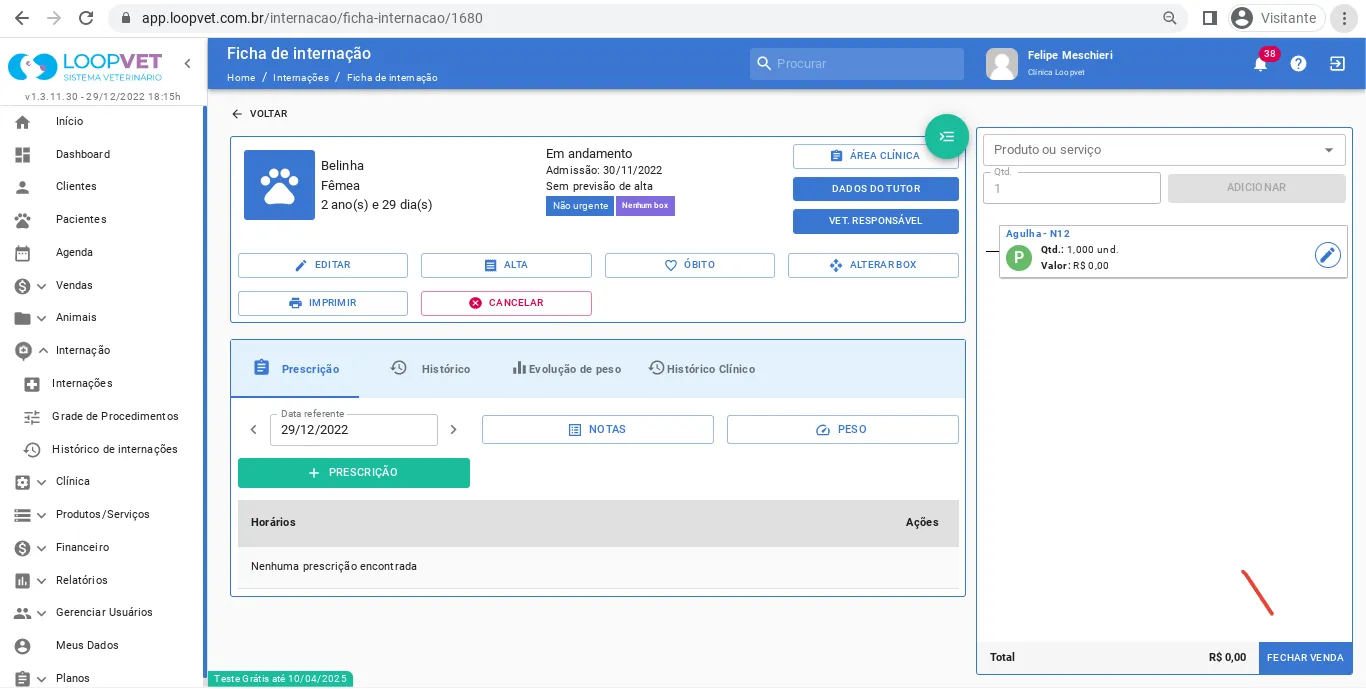 app.loopvet.com.br/internacao/ficha-internacao/1680
Visitante
LOOPVET
SISTEMA VETERINÁRIO
v1.3.11.30 - 29/12/2022 18:15h
Início
Dashboard
Clientes
Pacientes
Agenda
Vendas
Animais
Internação
Internações
Grade de Procedimentos
Histórico de internações
Clínica
Produtos/Serviços
Financeiro
Relatórios
Gerenciar Usuários
Meus Dados
Planos
Ficha de internação
Home / Internações / Ficha de internação
Procurar
Felipe Meschieri
Clínica Loopvet
38
VOLTAR
Belinha
Fêmea
2 ano(s) e 29 dia(s)
Em andamento
Admissão: 30/11/2022
Sem previsão de alta
Não urgente
Nenhum box
ÁREA CLÍNICA
DADOS DO TUTOR
VET. RESPONSÁVEL
EDITAR
ALTA
ÓBITO
ALTERAR BOX
IMPRIMIR
CANCELAR
Prescrição
Histórico
Evolução de peso
Histórico Clínico
Data referente
29/12/2022
NOTAS
PESO
+ PRESCRIÇÃO
Horários
Ações
Nenhuma prescrição encontrada
Teste Grátis até 10/04/2025
Produto ou serviço
Qtd.
1
ADICIONAR
Agulha - N12
P
Qtd.: 1,000 und.
Valor: R$ 0,00
Total
R$ 0,00
FECHAR VENDA